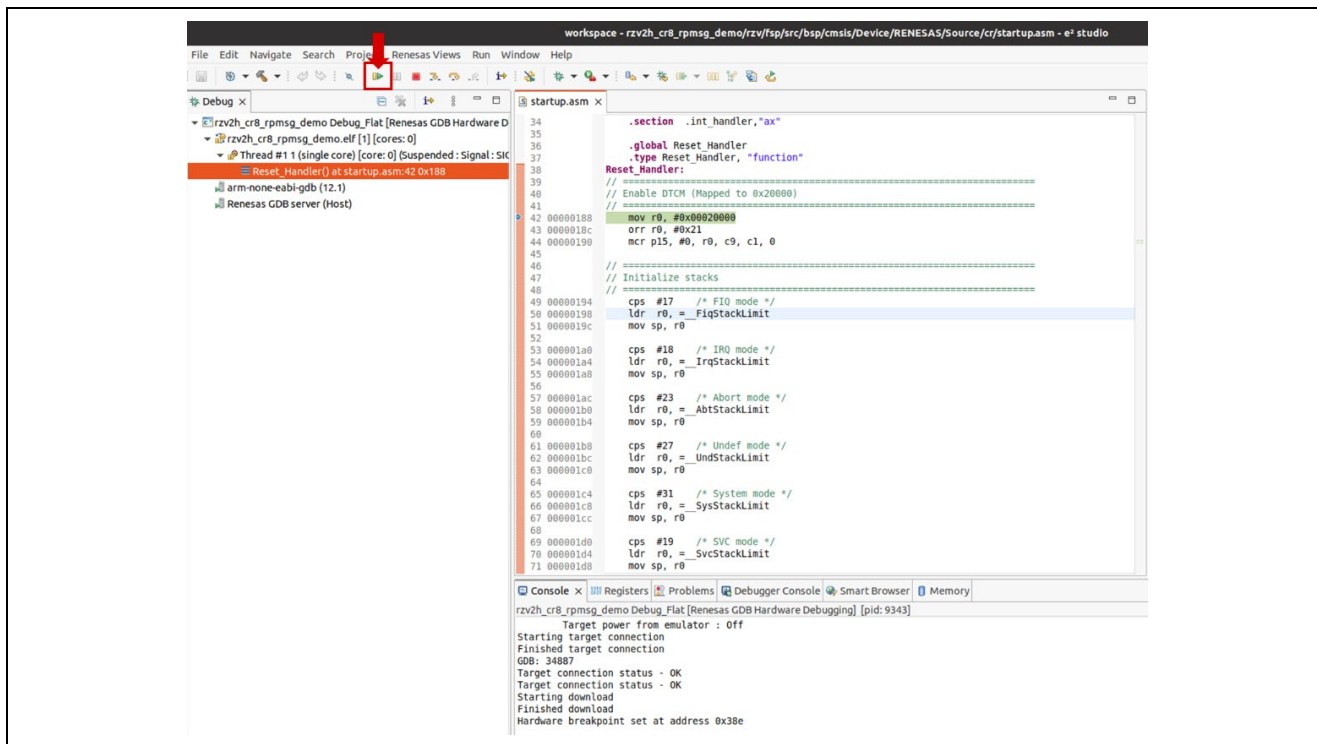 workspace - rzv2h_cr8_rpmsg_demo/rzv/fsp/src/bsp/cmsis/Device/RENESAS/Source/cr/startup.asm - e² studio
File Edit Navigate Search Project Renesas Views Run Window Help
Debug
startup.asm
rzv2h_cr8_rpmsg_demo Debug_Flat [Renesas GDB Hardware D
rzv2h_cr8_rpmsg_demo.elf [1] [cores: 0]
Thread #1 1 (single core) [core: 0] (Suspended : Signal : SIG
Reset_Handler() at startup.asm:42 0x188
arm-none-eabi-gdb (12.1)
Renesas GDB server (Host)
34 .section .int_handler,"ax"
35
36 .global Reset_Handler
37 .type Reset_Handler, "function"
38 Reset_Handler:
39 // =========================================================================
40 // Enable DTCM (Mapped to 0x20000)
41 // =========================================================================
42 00000188 mov r0, #0x00020000
43 0000018c orr r0, #0x21
44 00000190 mcr p15, #0, r0, c9, c1, 0
45
46 // =========================================================================
47 // Initialize stacks
48 // =========================================================================
49 00000194 cps #17 /* FIQ mode */
50 00000198 ldr r0, =__FiqStackLimit
51 0000019c mov sp, r0
52
53 000001a0 cps #18 /* IRQ mode */
54 000001a4 ldr r0, =__IrqStackLimit
55 000001a8 mov sp, r0
56
57 000001ac cps #23 /* Abort mode */
58 000001b0 ldr r0, =__AbtStackLimit
59 000001b4 mov sp, r0
60
61 000001b8 cps #27 /* Undef mode */
62 000001bc ldr r0, =__UndStackLimit
63 000001c0 mov sp, r0
64
65 000001c4 cps #31 /* System mode */
66 000001c8 ldr r0, =__SysStackLimit
67 000001cc mov sp, r0
68
69 000001d0 cps #19 /* SVC mode */
70 000001d4 ldr r0, =__SvcStackLimit
71 000001d8 mov sp, r0
Console Registers Problems Debugger Console Smart Browser Memory
rzv2h_cr8_rpmsg_demo Debug_Flat [Renesas GDB Hardware Debugging] [pid: 9343]
Target power from emulator : Off
Starting target connection
Finished target connection
GDB: 34887
Target connection status - OK
Target connection status - OK
Starting download
Finished download
Hardware breakpoint set at address 0x38e